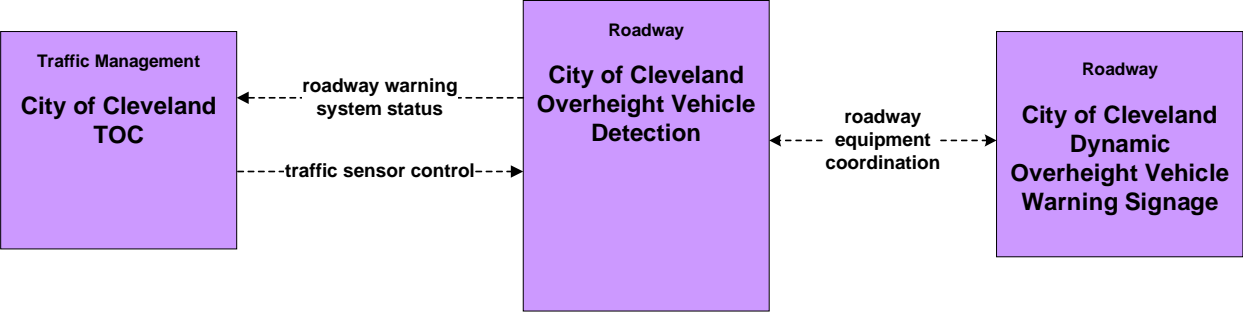 Traffic Management
City of Cleveland
TOC
roadway warning
system status
traffic sensor control
Roadway
City of Cleveland
Overheight Vehicle
Detection
roadway
equipment
coordination
Roadway
City of Cleveland
Dynamic
Overheight Vehicle
Warning Signage